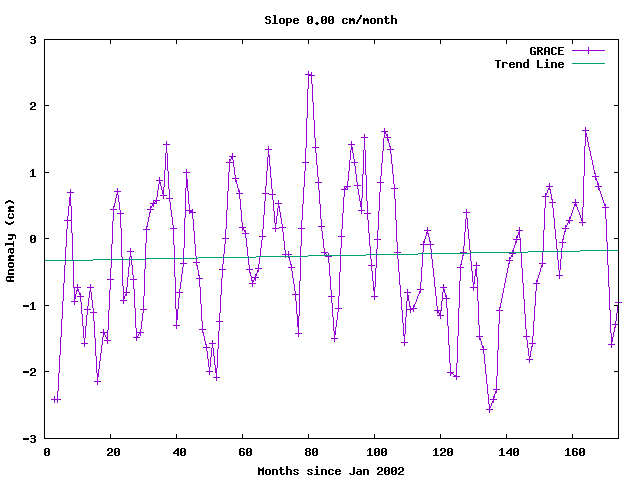 Slope 0.00 cm/month
GRACE
Trend Line
3
2
1
0
-1
-2
-3
Anomaly (cm)
0 20 40 60 80 100 120 140 160
Months since Jan 2002